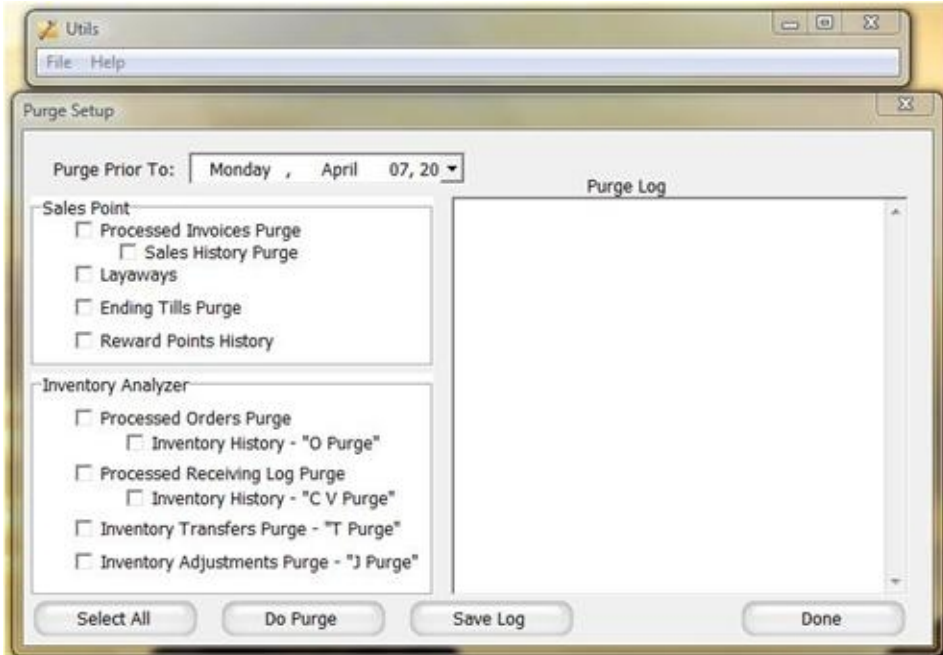 Utils
File Help
Purge Setup
Purge Prior To: Monday , April 07, 20
Purge Log
Sales Point
Processed Invoices Purge
Sales History Purge
Layaways
Ending Tills Purge
Reward Points History
Inventory Analyzer
Processed Orders Purge
Inventory History - "O Purge"
Processed Receiving Log Purge
Inventory History - "C V Purge"
Inventory Transfers Purge - "T Purge"
Inventory Adjustments Purge - "J Purge"
Select All Do Purge Save Log Done